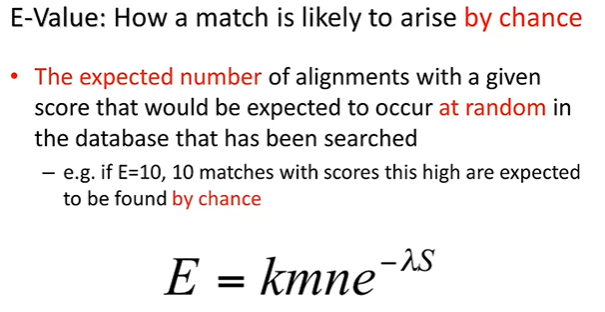 E-Value: How a match is likely to arise by chance
• The expected number of alignments with a given
score that would be expected to occur at random in
the database that has been searched
– e.g. if E=10, 10 matches with scores this high are expected
to be found by chance
E = kmne^{-λS}